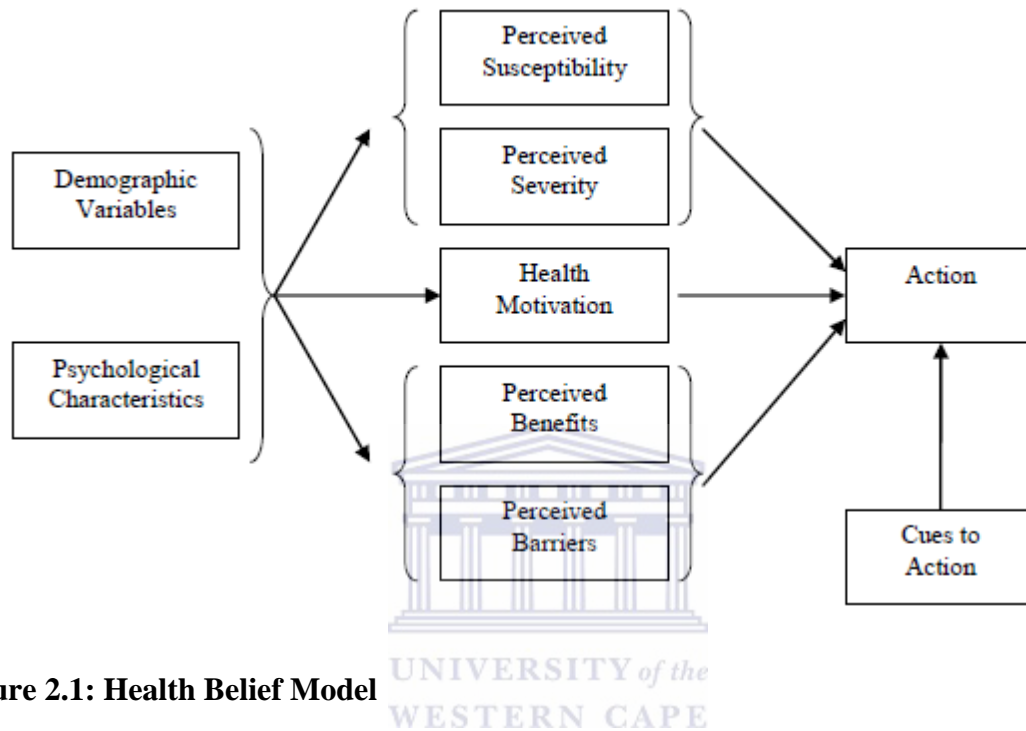 Perceived
Susceptibility
Perceived
Severity
Demographic
Variables
Health
Motivation
Action
Psychological
Characteristics
Perceived
Benefits
Perceived
Barriers
Cues to
Action
ure 2.1: Health Belief Model
UNIVERSITY of the
WESTERN CAPE